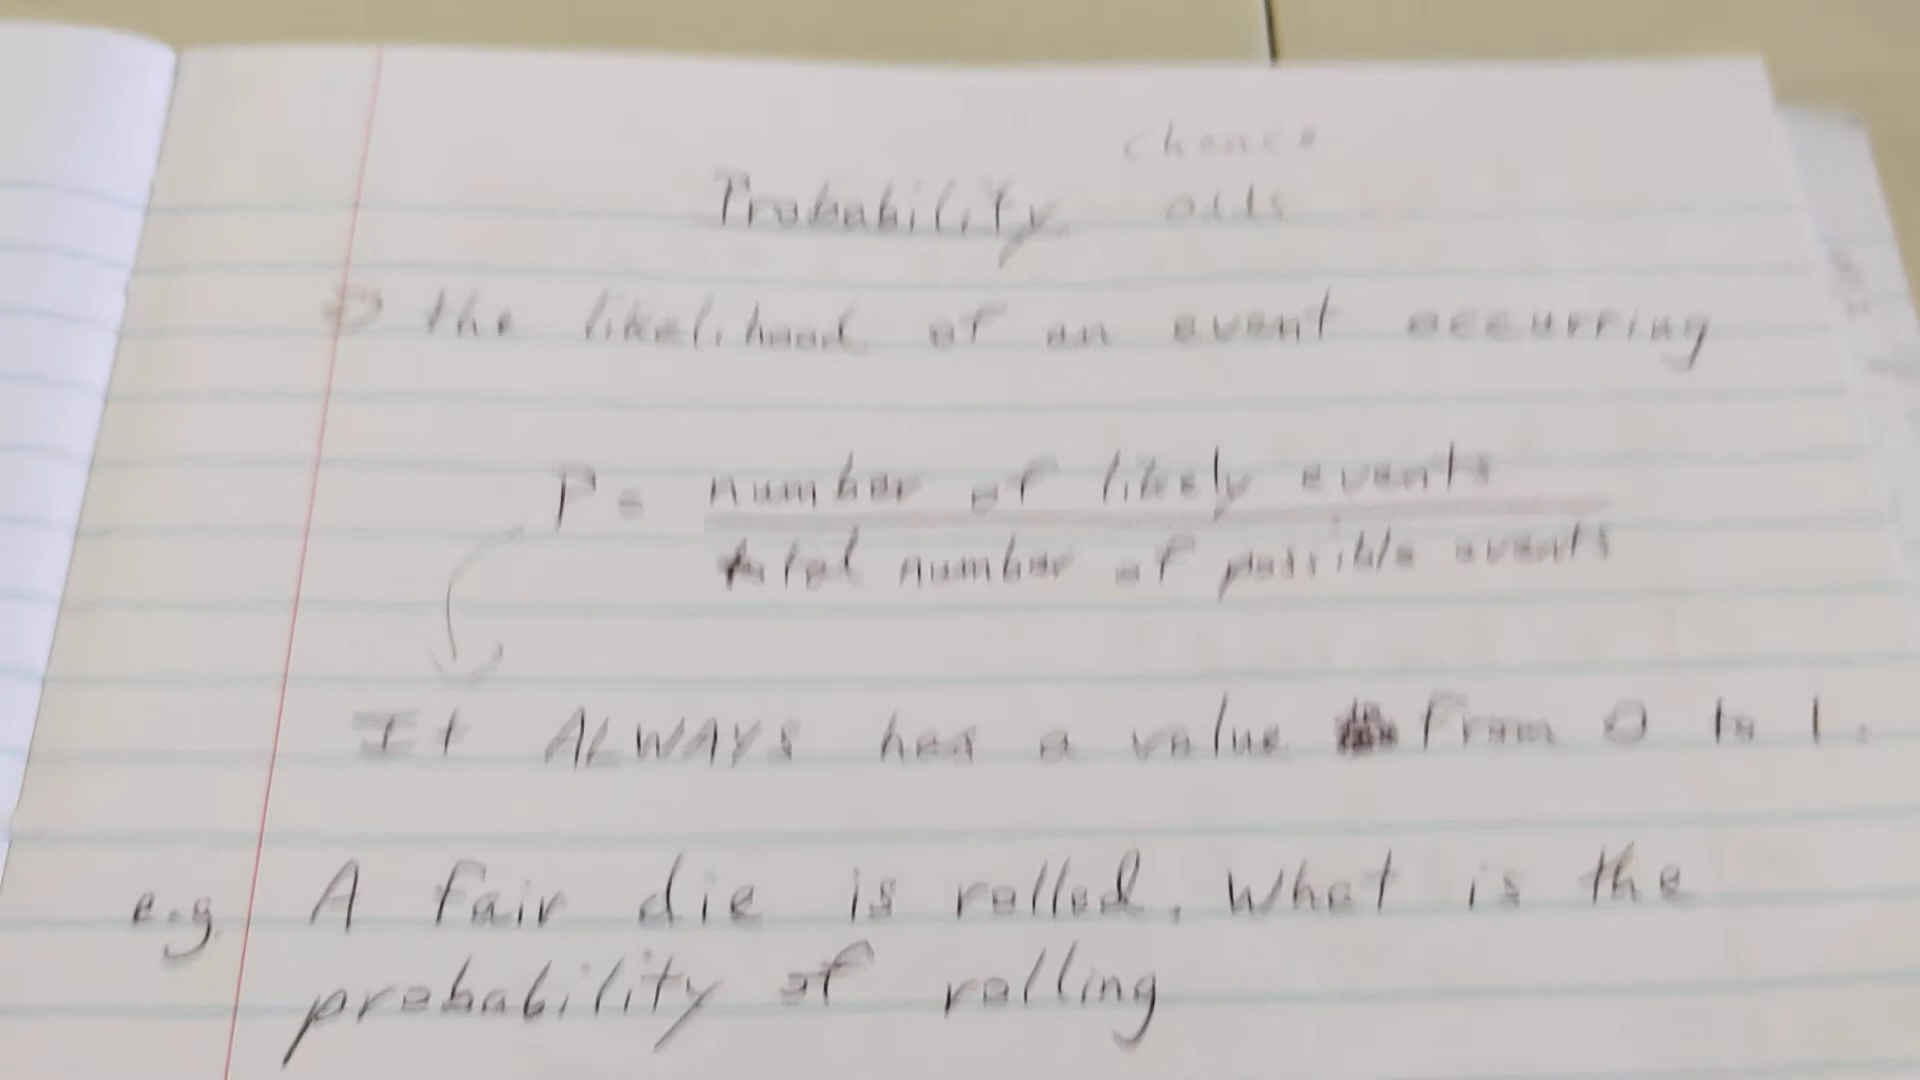 chance
Probability odds
the likelihood of an event occurring
P = number of likely events
total number of possible events
It ALWAYS has a value from 0 to 1.
e.g. A fair die is rolled. What is the
probability of rolling